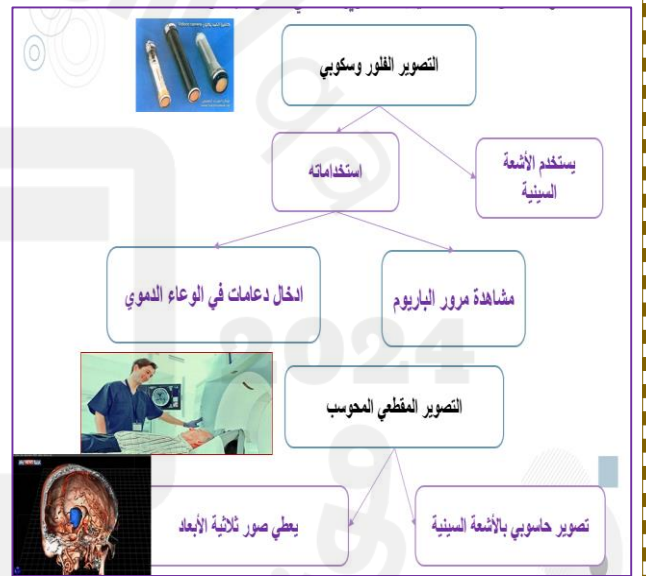 التصوير الفلور وسكوبي
يستخدم الأشعة
السينية
استخداماته
مشاهدة مرور الباريوم
ادخال دعامات في الوعاء الدموي
2024
التصوير المقطعي المحوسب
تصوير حاسوبي بالأشعة السينية
يعطي صور ثلاثية الأبعاد